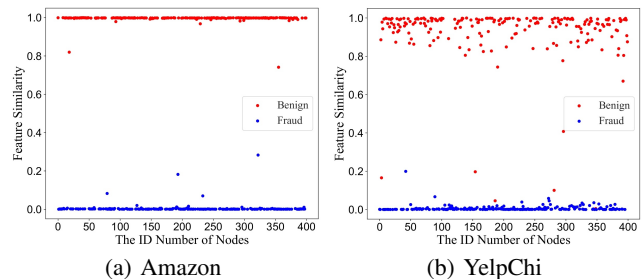 Feature Similarity
1.0
0.8
0.6
0.4
0.2
0.0
Benign
Fraud
0 50 100 150 200 250 300 350 400
The ID Number of Nodes
(a) Amazon
Feature Similarity
1.0
0.8
0.6
0.4
0.2
0.0
Benign
Fraud
0 50 100 150 200 250 300 350 400
The ID Number of Nodes
(b) YelpChi